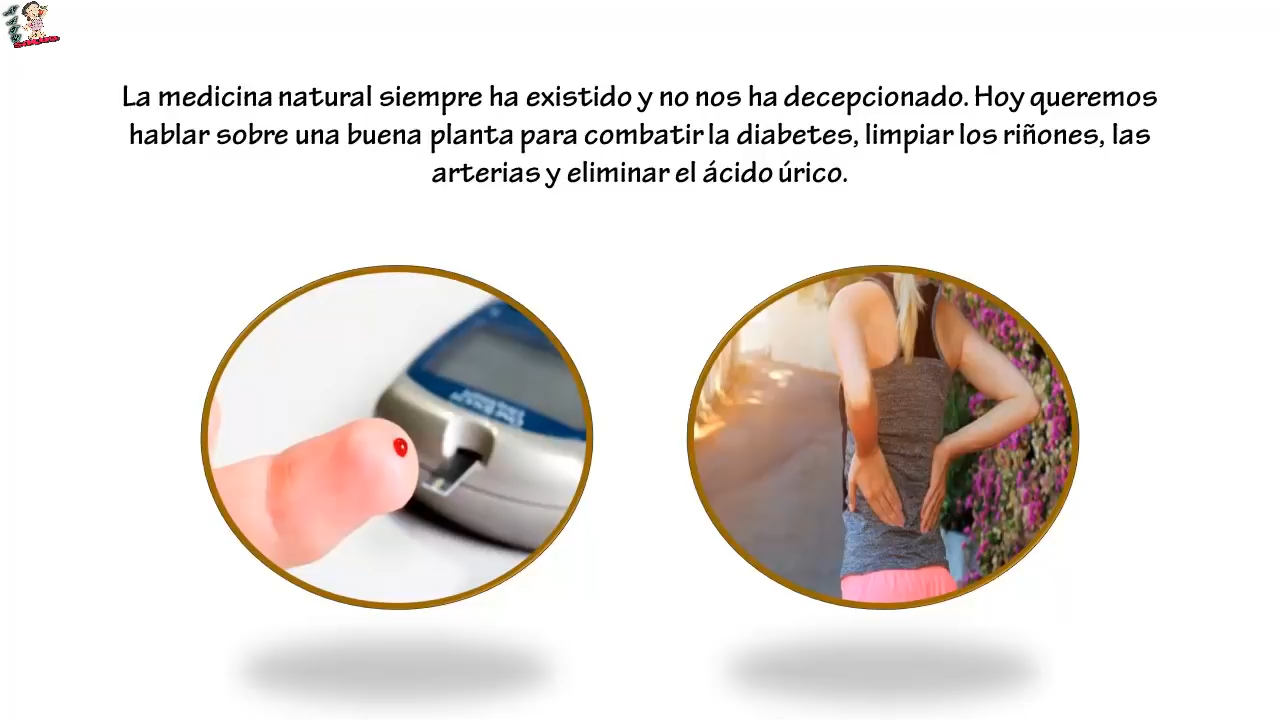 La medicina natural siempre ha existido y no nos ha decepcionado. Hoy queremos
hablar sobre una buena planta para combatir la diabetes, limpiar los riñones, las
arterias y eliminar el ácido úrico.